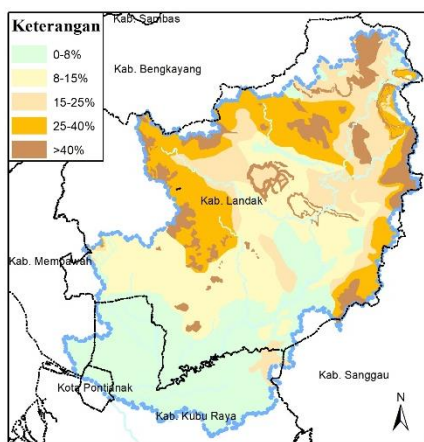 Keterangan
0-8%
8-15%
15-25%
25-40%
>40%
Kab. Sambas
Kab. Bengkayang
Kab. Landak
Kab. Mempawah
Kota Pontianak
Kab. Kubu Raya
Kab. Sanggau
N